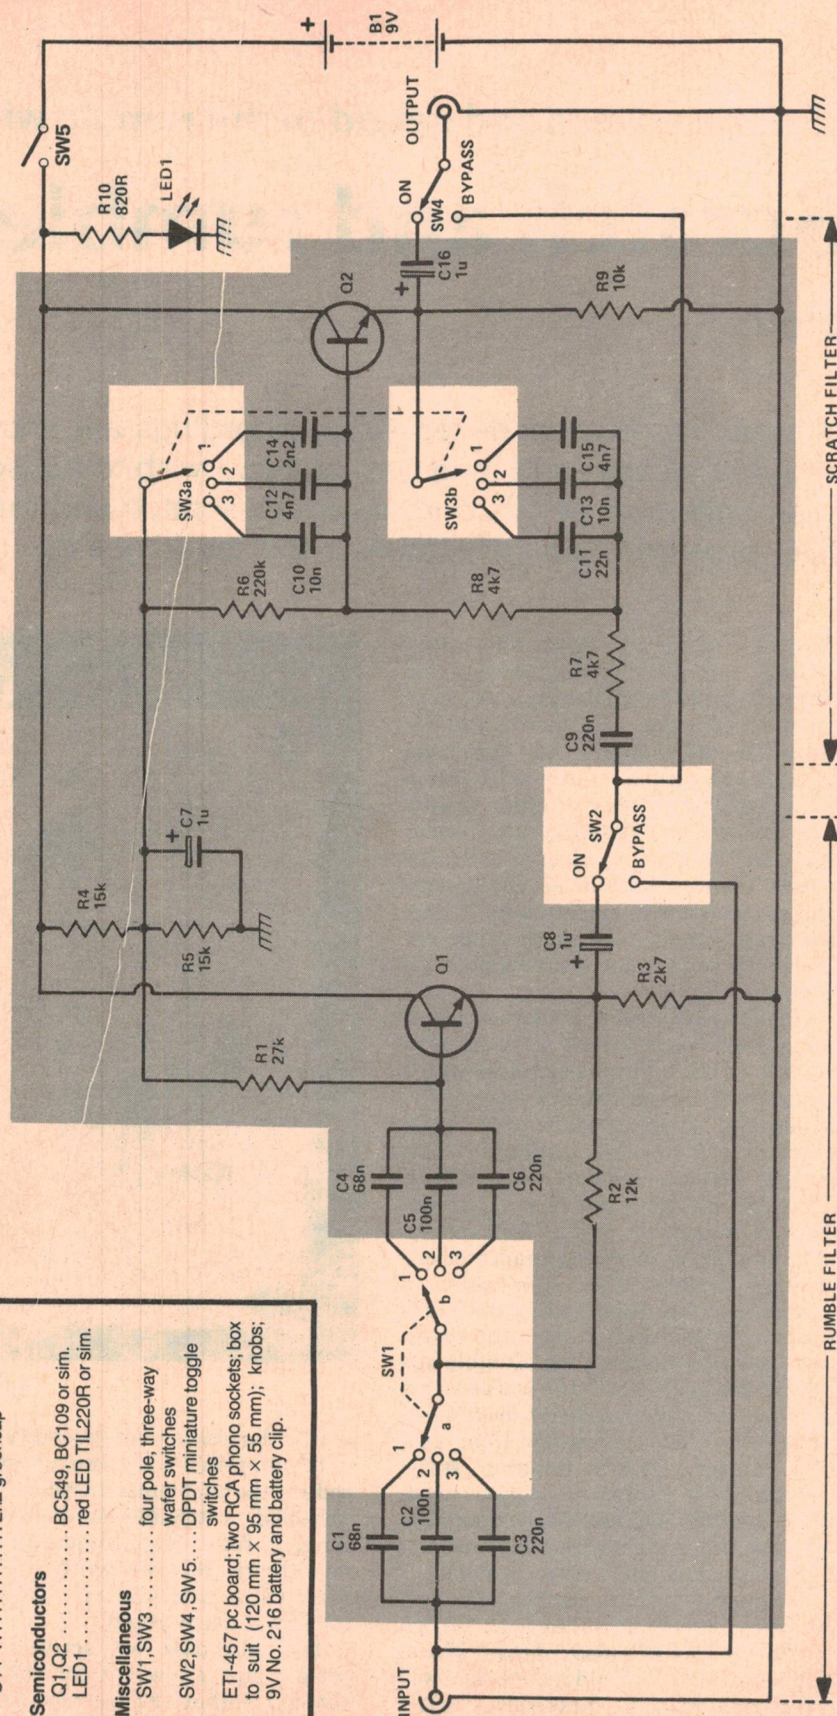 Semiconductors
Q1,Q2 ............ BC549, BC109 or sim.
LED1 ............. red LED TIL220R or sim.
Miscellaneous
SW1,SW3 ......... four pole, three-way
wafer switches
SW2,SW4,SW5.... DPDT miniature toggle
switches
ETI-457 pc board; two RCA phono sockets; box
to suit (120 mm × 95 mm × 55 mm); knobs;
9V No. 216 battery and battery clip.
INPUT
C1
68n
C2
100n
C3
220n
1
2
3
a
SW1
b
1
2
3
C4
68n
C5
100n
C6
220n
R1
27k
R2
12k
Q1
R3
2k7
R4
15k
R5
15k
+
C7
1u
+
C8
1u
ON
SW2
BYPASS
C9
220n
R7
4k7
R6
220k
R8
4k7
SW3a
1
2
3
C10
10n
C12
4n7
C14
2n2
SW3b
1
2
3
C11
22n
C13
10n
C15
4n7
Q2
+
C16
1u
R9
10k
ON
SW4
BYPASS
OUTPUT
R10
820R
LED1
SW5
+
B1
9V
RUMBLE FILTER
SCRATCH FILTER